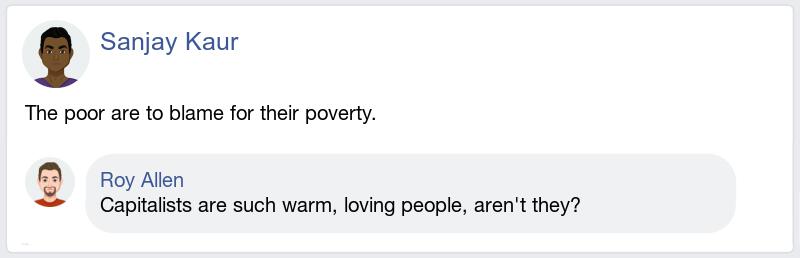 Sanjay Kaur
The poor are to blame for their poverty.
Roy Allen
Capitalists are such warm, loving people, aren't they?